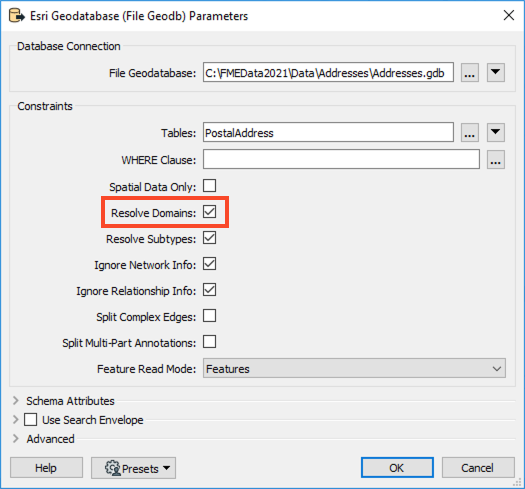 Esri Geodatabase (File Geodb) Parameters
Database Connection
File Geodatabase: C:\FMEData2021\Data\Addresses\Addresses.gdb ...
Constraints
Tables: PostalAddress ...
WHERE Clause: ...
Spatial Data Only:
Resolve Domains:
Resolve Subtypes:
Ignore Network Info:
Ignore Relationship Info:
Split Complex Edges:
Split Multi-Part Annotations:
Feature Read Mode: Features
Schema Attributes
Use Search Envelope
Advanced
Help Presets OK Cancel